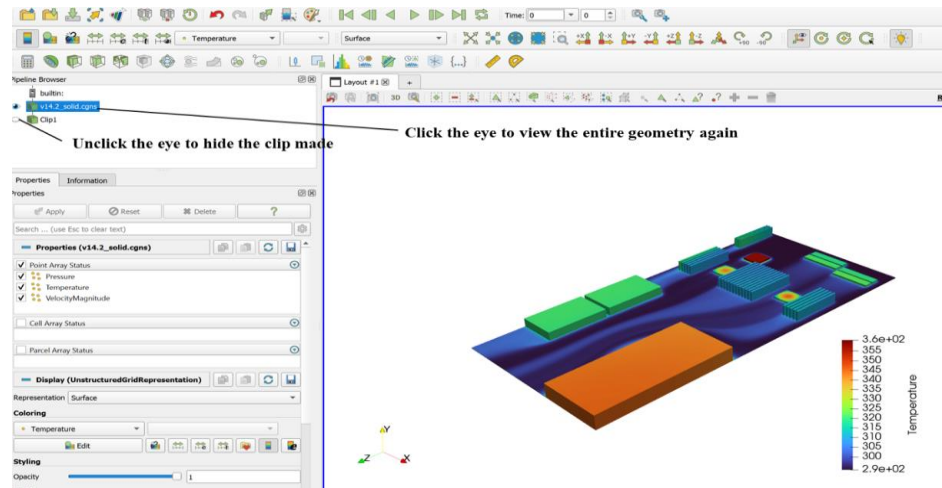 Time: 0 0
Temperature Surface
3D
Pipeline Browser
Layout #1
builtin:
v14.2_solid.cgns
Clip1
Click the eye to view the entire geometry again
Unclick the eye to hide the clip made
Properties Information
Properties
Apply Reset Delete ?
Search ... (use Esc to clear text)
Properties (v14.2_solid.cgns)
Point Array Status
Pressure
Temperature
VelocityMagnitude
Cell Array Status
Parcel Array Status
Display (UnstructuredGridRepresentation)
Representation Surface
Coloring
Temperature
Edit
Styling
Opacity 1
3.6e+02
355
350
345
340
335
330
325
320
315
310
305
300
2.9e+02
Temperature
Y
Z X